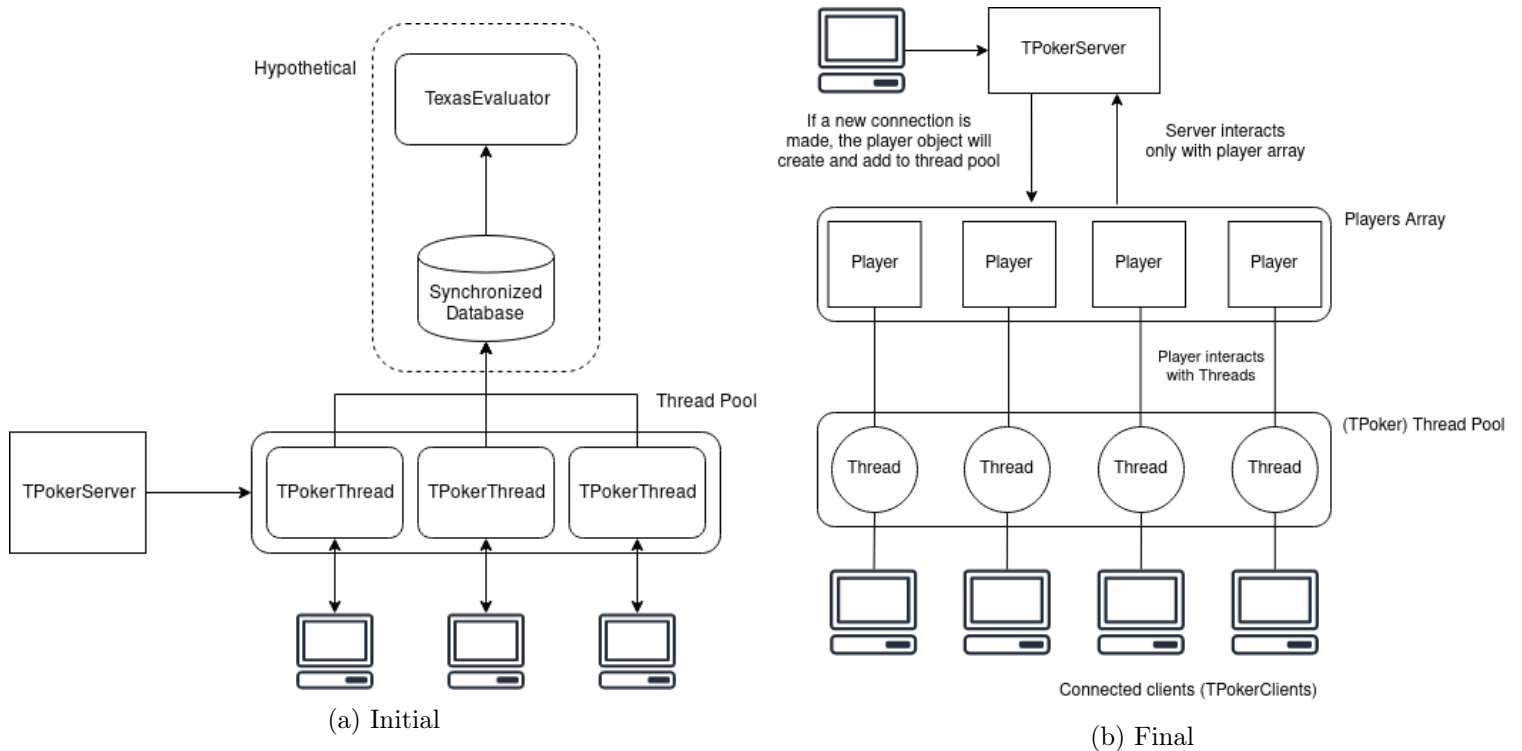 Hypothetical
TexasEvaluator
Synchronized
Database
Thread Pool
TPokerServer
TPokerThread
TPokerThread
TPokerThread
(a) Initial
TPokerServer
If a new connection is
made, the player object will
create and add to thread pool
Server interacts
only with player array
Players Array
Player
Player
Player
Player
Player interacts
with Threads
(TPoker) Thread Pool
Thread
Thread
Thread
Thread
Connected clients (TPokerClients)
(b) Final